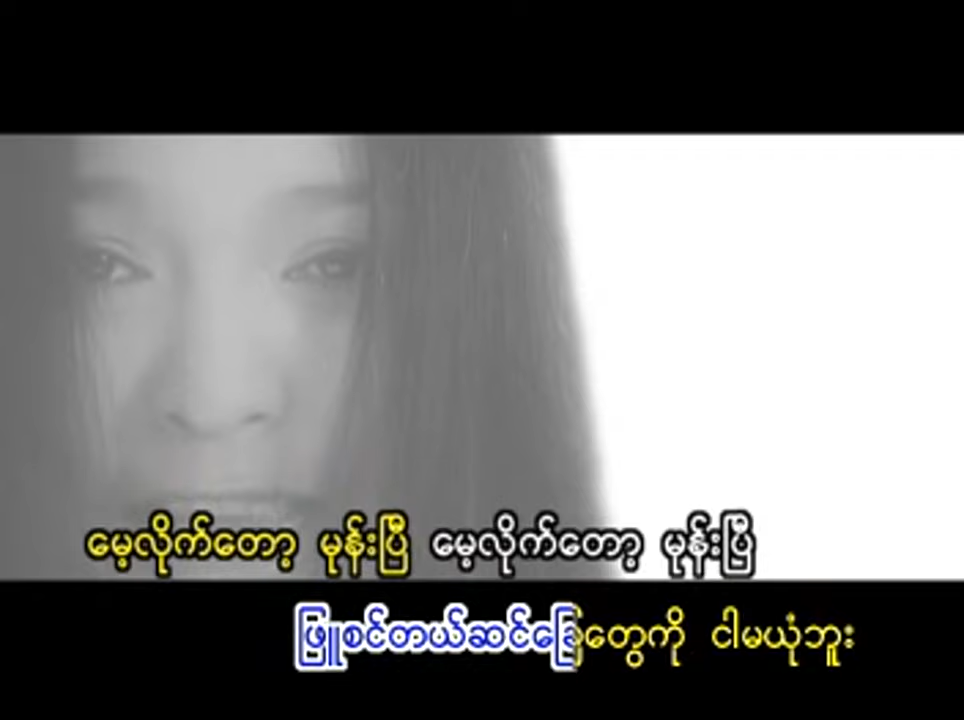 မေ့လိုက်တော့ မုန်းပြီ မေ့လိုက်တော့ မုန်းပြီ
ဖြူစင်တယ်ဆင်ခြေတွေကို ငါမယုံဘူး